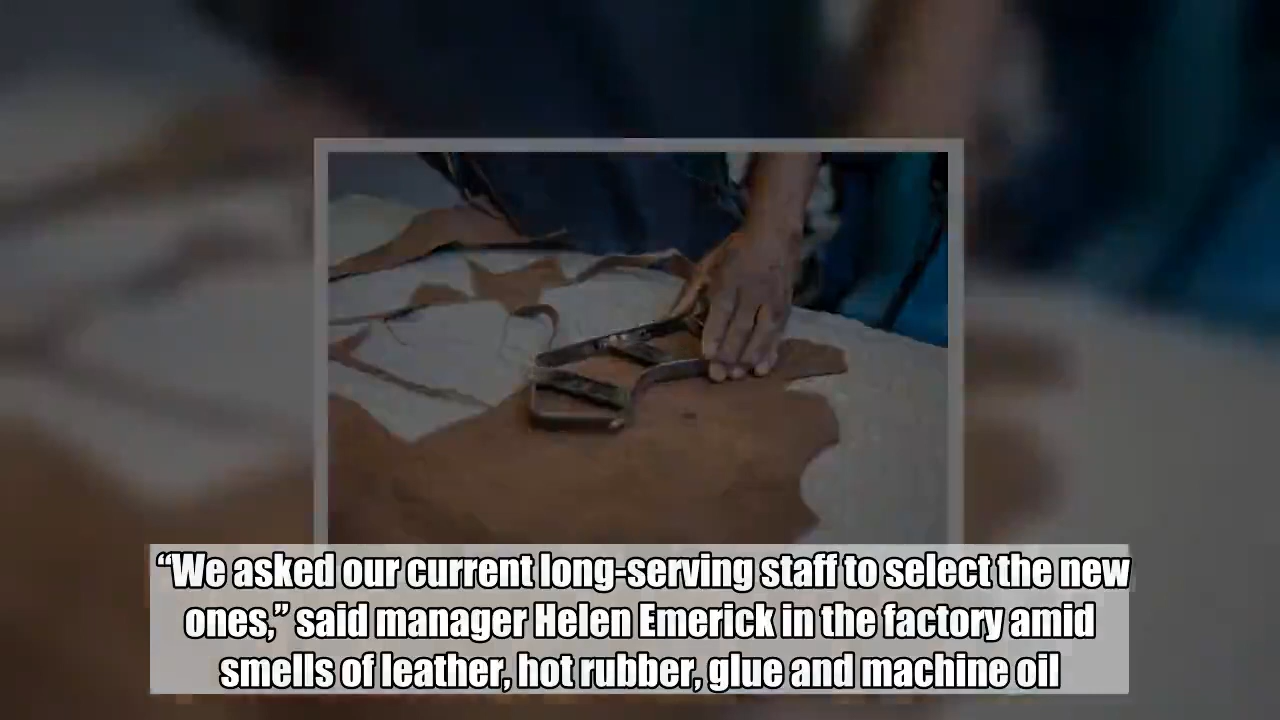 “We asked our current long-serving staff to select the new
ones,” said manager Helen Emerick in the factory amid
smells of leather, hot rubber, glue and machine oil